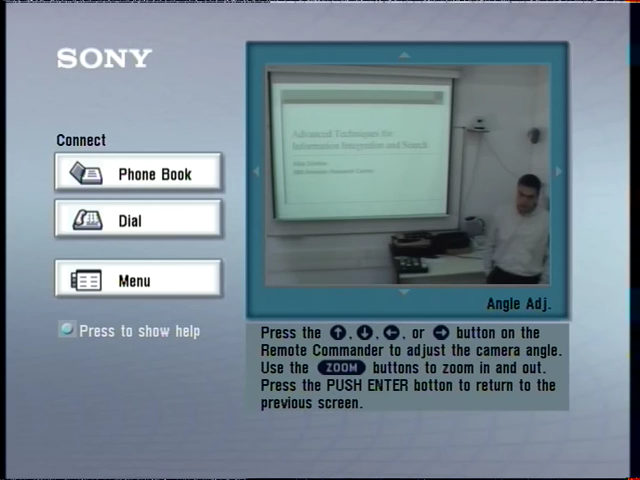 SONY
Connect
Phone Book
Dial
Menu
Press to show help
Advanced Techniques for
Information Integration and Search
Angle Adj.
Press the , , , or button on the
Remote Commander to adjust the camera angle.
Use the ZOOM buttons to zoom in and out.
Press the PUSH ENTER botton to return to the
previous screen.